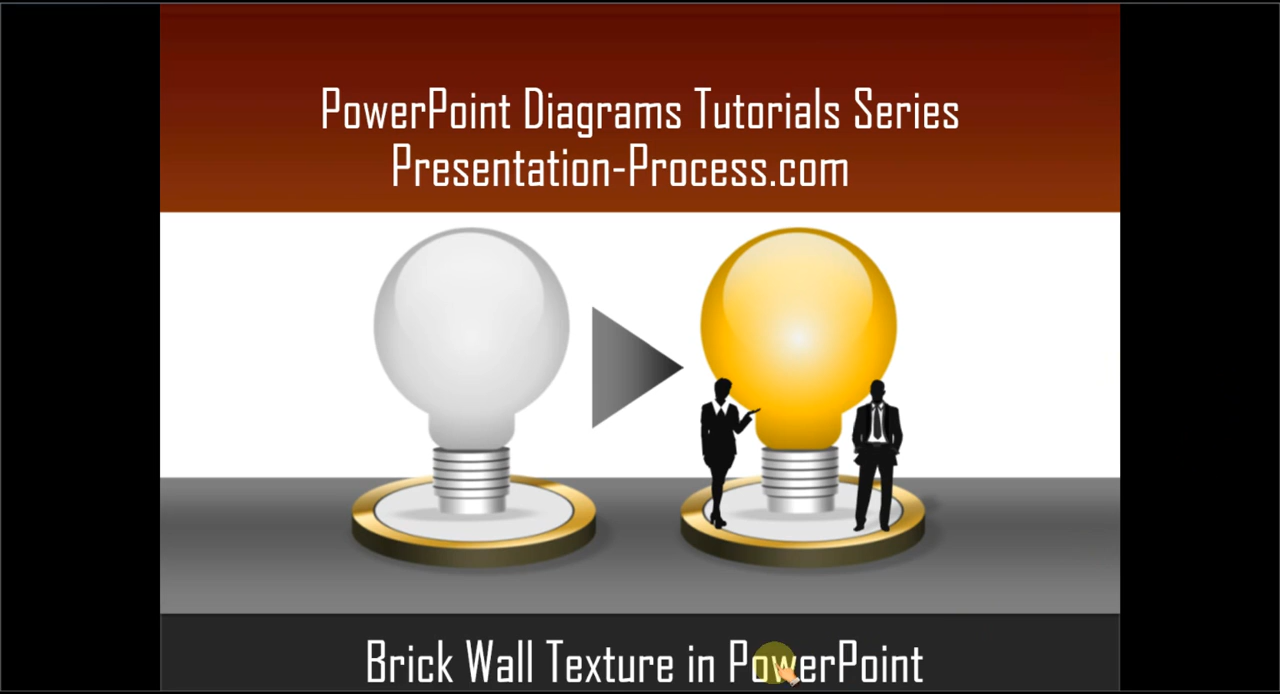 PowerPoint Diagrams Tutorials Series
Presentation-Process.com
Brick Wall Texture in PowerPoint